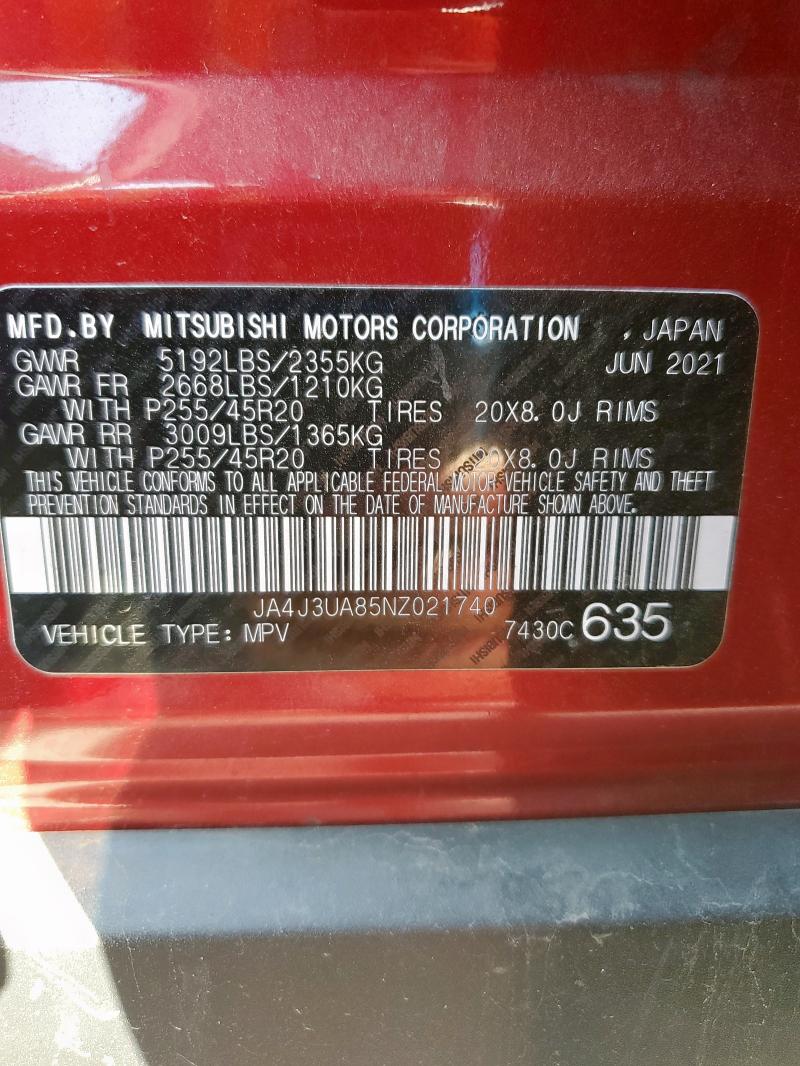 MFD.BY MITSUBISHI MOTORS CORPORATION , JAPAN
GVWR 5192LBS/2355KG JUN 2021
GAWR FR 2668LBS/1210KG
WITH P255/45R20 TIRES 20X8.0J RIMS
GAWR RR 3009LBS/1365KG
WITH P255/45R20 TIRES 20X8.0J RIMS
THIS VEHICLE CONFORMS TO ALL APPLICABLE FEDERAL MOTOR VEHICLE SAFETY AND THEFT
PREVENTION STANDARDS IN EFFECT ON THE DATE OF MANUFACTURE SHOWN ABOVE.
JA4J3UA85NZ021740
VEHICLE TYPE: MPV 7430C 635